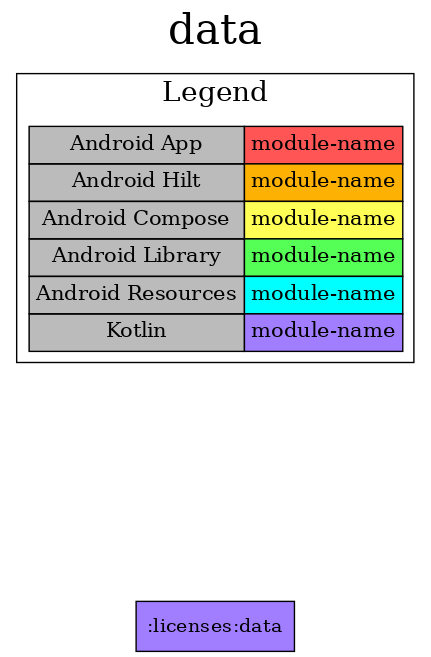 data
Legend
Android App module-name
Android Hilt module-name
Android Compose module-name
Android Library module-name
Android Resources module-name
Kotlin module-name
:licenses:data